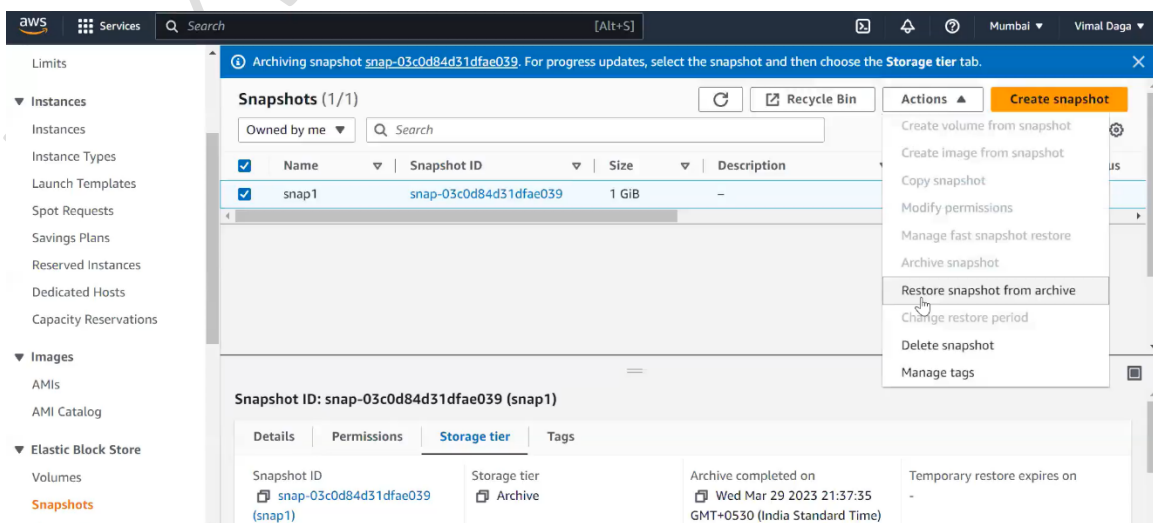 aws Services Search [Alt+S] Mumbai ▼ Vimal Daga ▼
Limits
▼ Instances
Instances
Instance Types
Launch Templates
Spot Requests
Savings Plans
Reserved Instances
Dedicated Hosts
Capacity Reservations
▼ Images
AMIs
AMI Catalog
▼ Elastic Block Store
Volumes
Snapshots
Archiving snapshot snap-03c0d84d31dfae039. For progress updates, select the snapshot and then choose the Storage tier tab.
Snapshots (1/1) Recycle Bin Actions ▲ Create snapshot
Owned by me ▼ Search
Name Snapshot ID Size Description
snap1 snap-03c0d84d31dfae039 1 GiB –
Create volume from snapshot
Create image from snapshot
Copy snapshot
Modify permissions
Manage fast snapshot restore
Archive snapshot
Restore snapshot from archive
Change restore period
Delete snapshot
Manage tags
Snapshot ID: snap-03c0d84d31dfae039 (snap1)
Details Permissions Storage tier Tags
Snapshot ID Storage tier Archive completed on Temporary restore expires on
snap-03c0d84d31dfae039 Archive Wed Mar 29 2023 21:37:35 -
(snap1) GMT+0530 (India Standard Time)